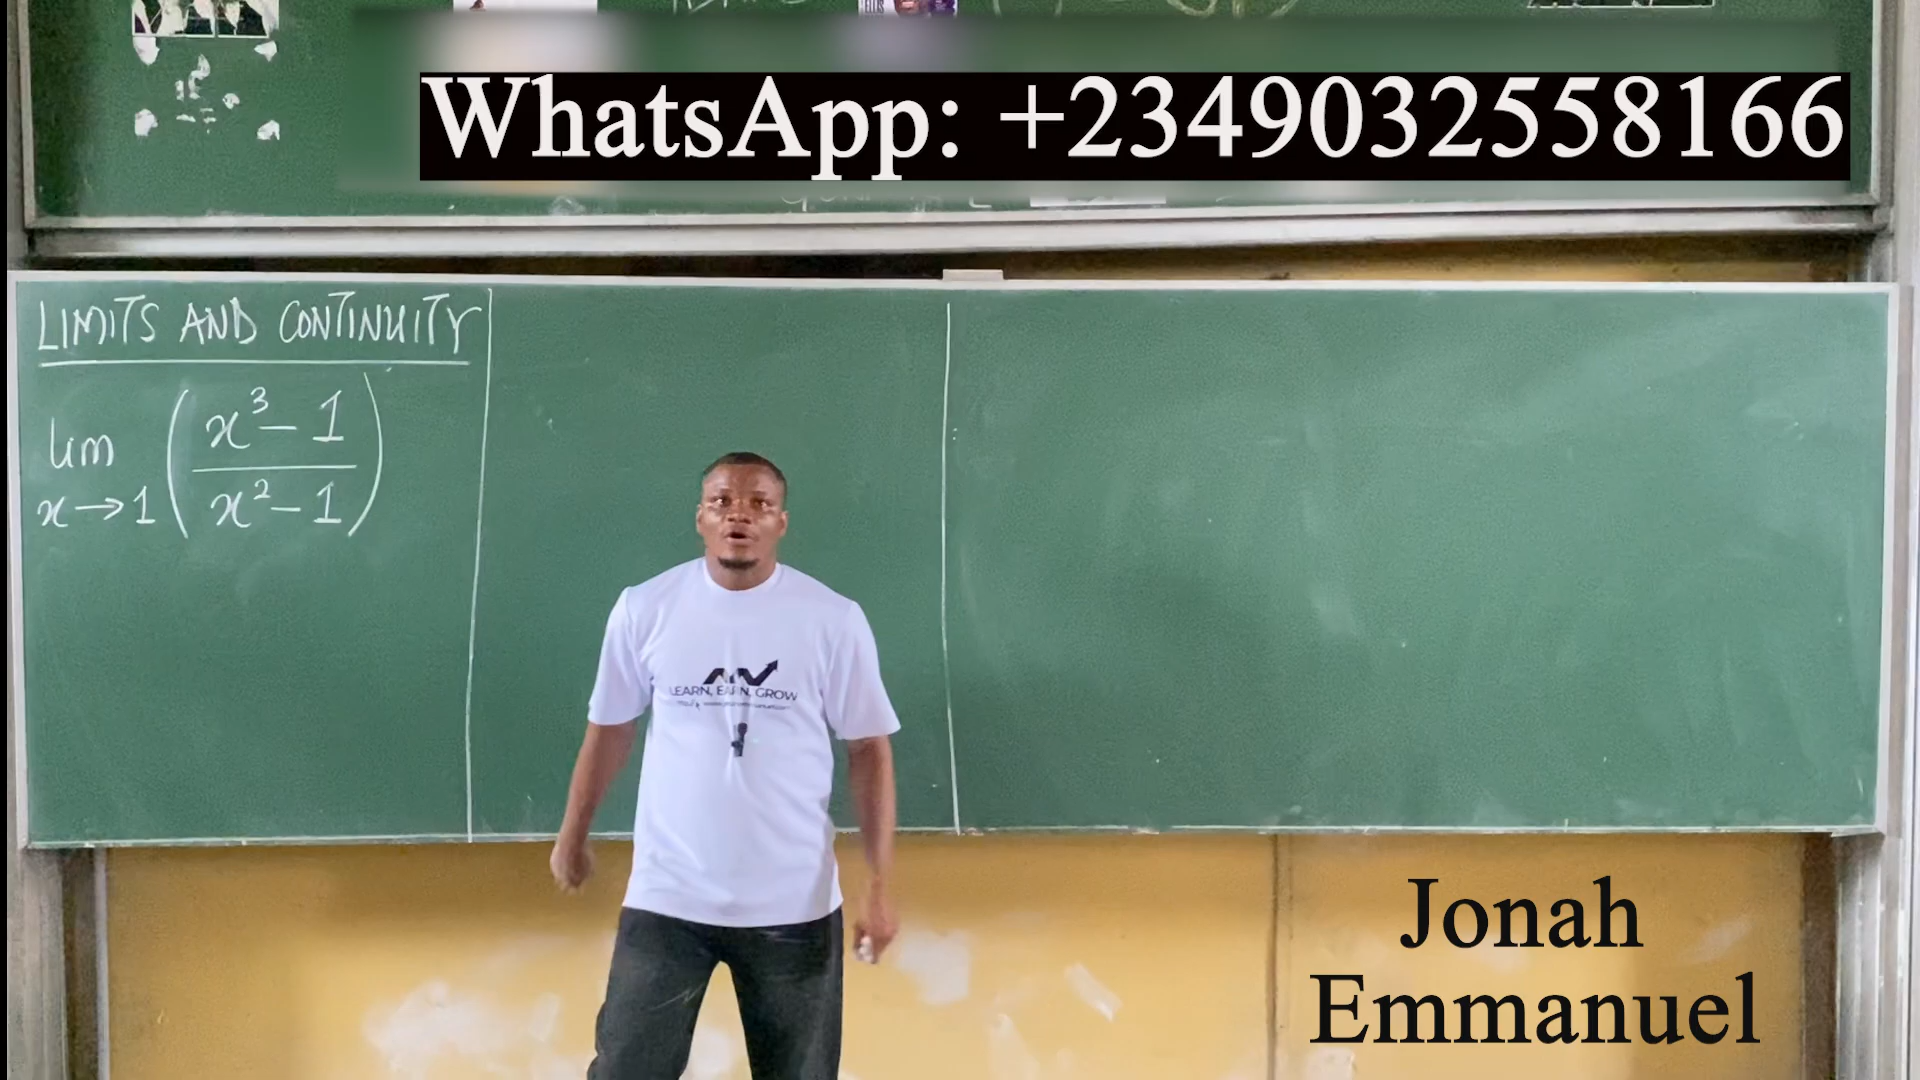 WhatsApp: +2349032558166
LIMITS AND CONTINUITY
lim
x→1
(x³ - 1
x² - 1)
LEARN, EARN, GROW
Jonah
Emmanuel